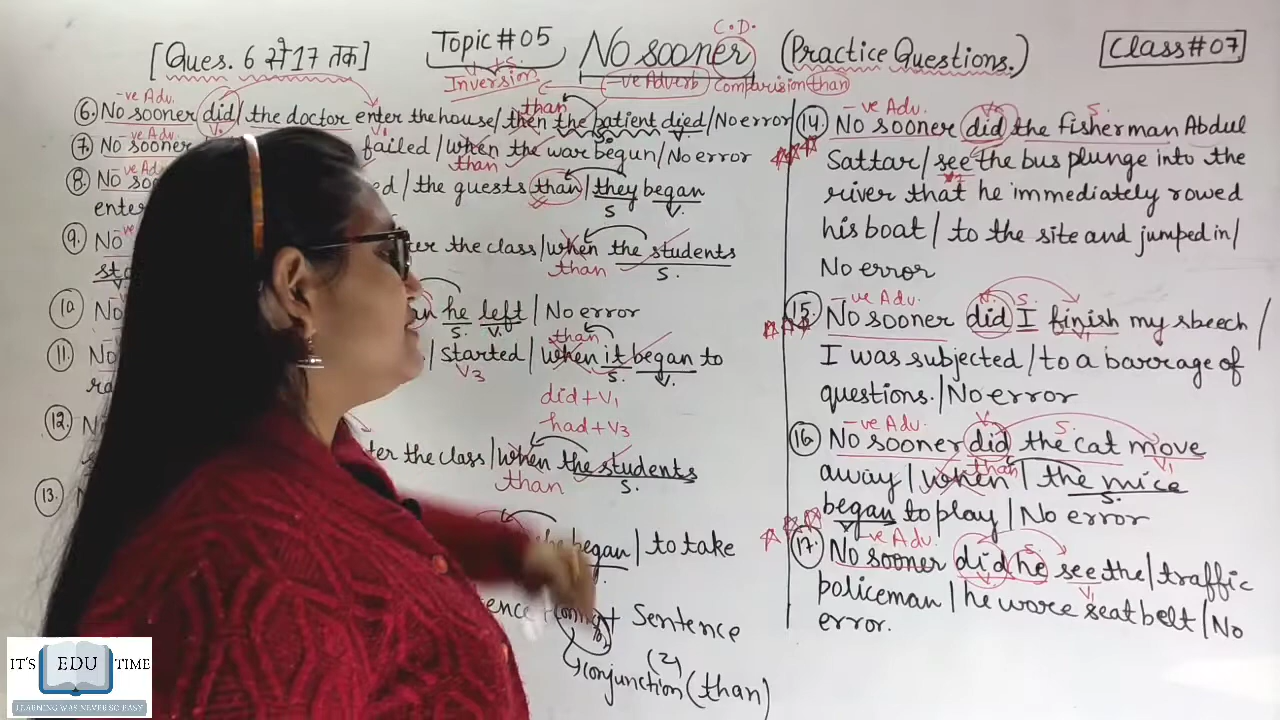 [Ques. 6 से 17 तक]
Topic #05
No sooner
C.D.
(Practice Questions.)
Class #07
Inversion
-ve Adverb
Comparision than
V + S.
-ve Adv.
than
6. No sooner did / the doctor enter the house / then the patient died / No error
V.
V1
S.
V.
-ve Adv.
7. No sooner
failed / when the war begun / No error
than
-ve Adv.
8. No
/ the guests than / they began
S
V.
enter
9. No
the class / when the students
than
S.
10 No
he left / No error
S.
V.
than
11. No
/ started / when it began to
V3
S.
V.
did + V1
had + V3
12.
the class / when the students
than
S.
13.
began / to take
Sentence
(2)
conjunction (than)
-ve Adv.
V.
S.
14. No sooner did the fisherman Abdul
Sattar / see the bus plunge into the
river that he immediately rowed
his boat / to the site and jumped in /
No error
-ve Adv.
V.
S.
15. No sooner did I finish my speech /
V1
I was subjected / to a barrage of
questions. / No error
-ve Adv.
V
S.
16 No sooner did the cat move
V1
away / when / the mice
than
S.
began to play / No error
V
-ve Adv.
S.
17. No sooner did he see the / traffic
V
V1
policeman / he wore seat belt / No
error.
IT'S EDU TIME
LEARNING WAS NEVER SO EASY